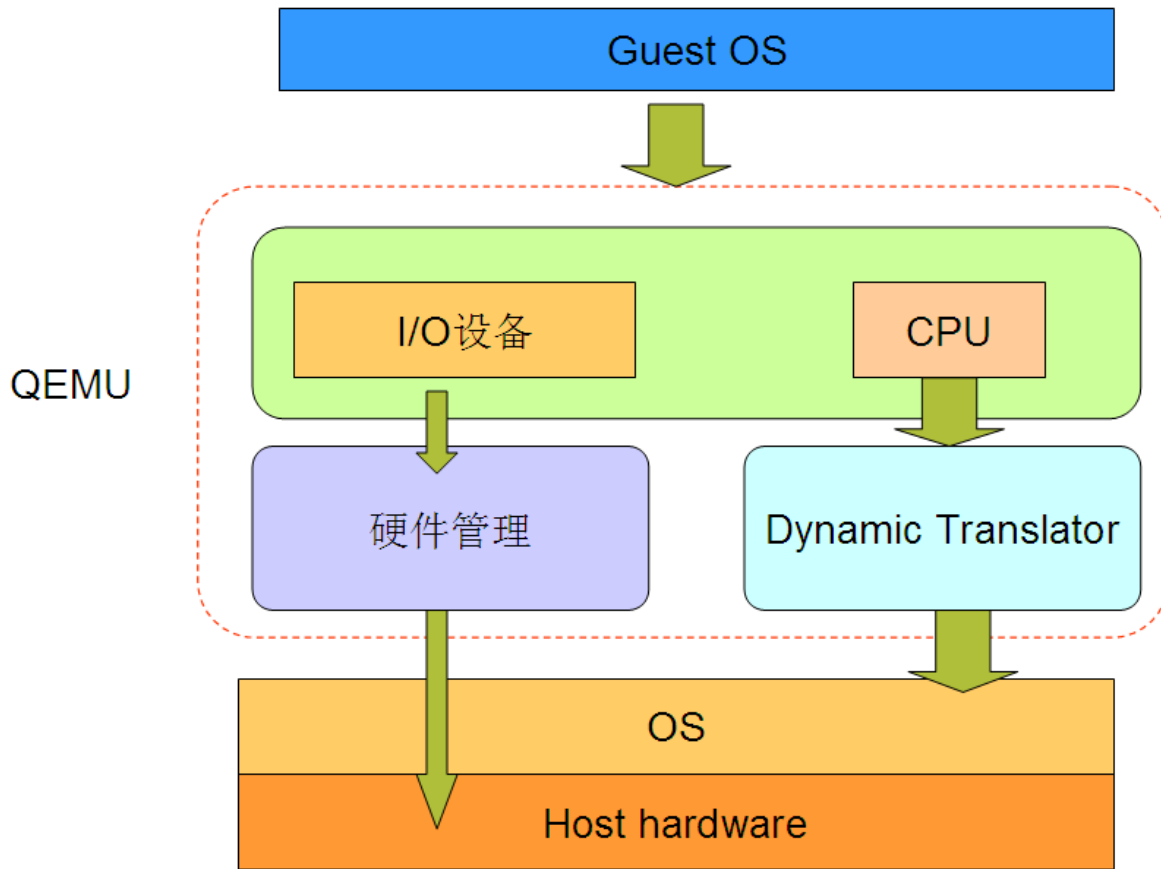 Guest OS
I/O设备
CPU
QEMU
硬件管理
Dynamic Translator
OS
Host hardware